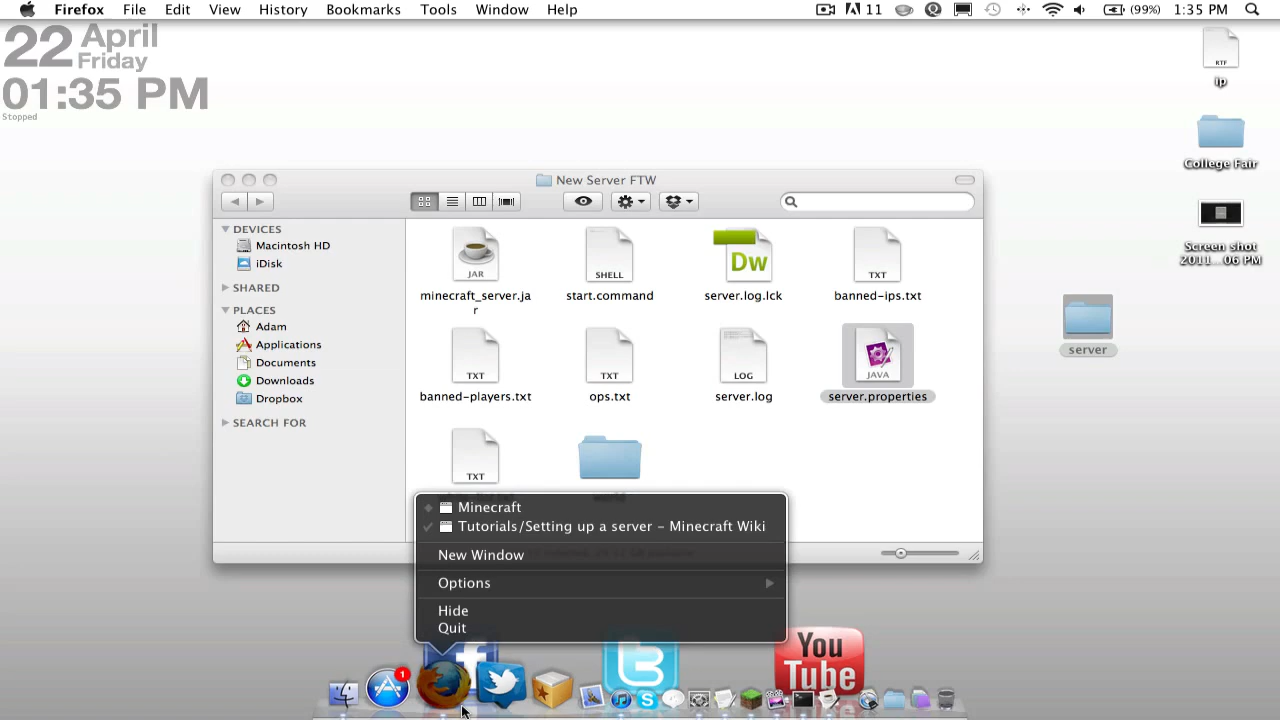 Firefox File Edit View History Bookmarks Tools Window Help 11 (99%) 1:35 PM
22 April
Friday
01:35 PM
Stopped
RTF
ip
College Fair
Screen shot
2011...06 PM
server
New Server FTW
DEVICES
Macintosh HD
iDisk
SHARED
PLACES
Adam
Applications
Documents
Downloads
Dropbox
SEARCH FOR
JAR
minecraft_server.ja
r
SHELL
start.command
Dw
server.log.lck
TXT
banned-ips.txt
TXT
banned-players.txt
TXT
ops.txt
LOG
server.log
JAVA
server.properties
TXT
Minecraft
Tutorials/Setting up a server – Minecraft Wiki
New Window
Options
Hide
Quit
1
You
Tube